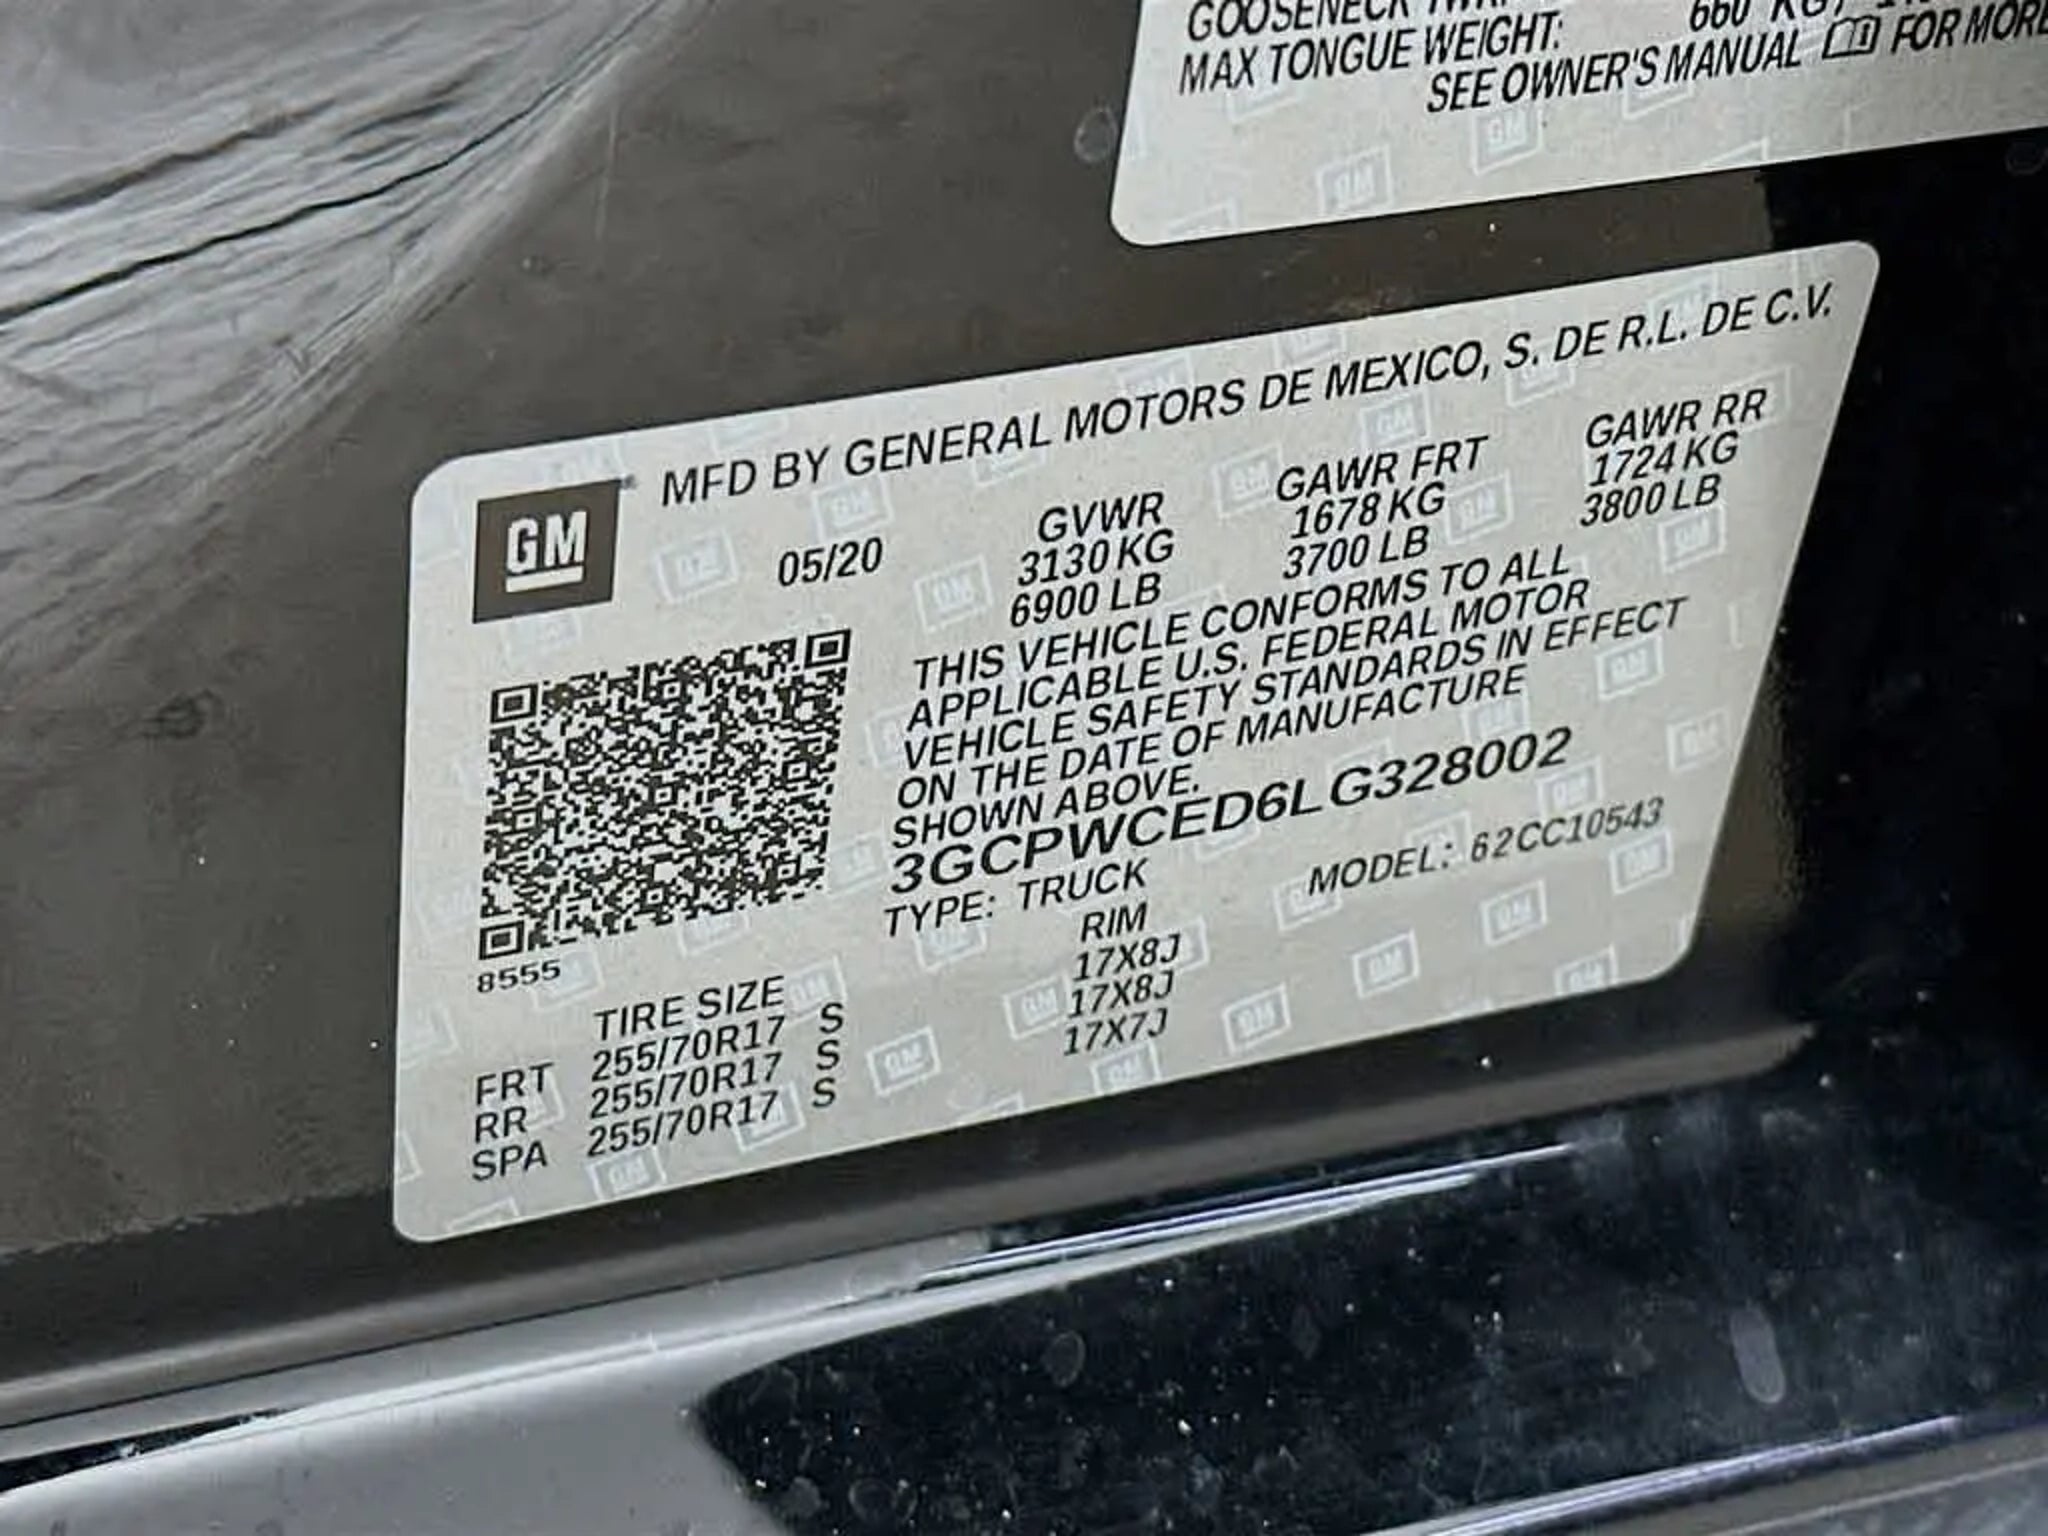 GOOSENECK
MAX TONGUE WEIGHT: 660 KG
SEE OWNER'S MANUAL FOR MORE
MFD BY GENERAL MOTORS DE MEXICO, S. DE R.L. DE C.V.
GM
05/20
GVWR GAWR FRT GAWR RR
3130 KG 1678 KG 1724 KG
6900 LB 3700 LB 3800 LB
THIS VEHICLE CONFORMS TO ALL
APPLICABLE U.S. FEDERAL MOTOR
VEHICLE SAFETY STANDARDS IN EFFECT
ON THE DATE OF MANUFACTURE
SHOWN ABOVE.
3GCPWCED6LG328002
TYPE: TRUCK MODEL: 62CC10543
8555
TIRE SIZE RIM
FRT 255/70R17 S 17X8J
RR 255/70R17 S 17X8J
SPA 255/70R17 S 17X7J